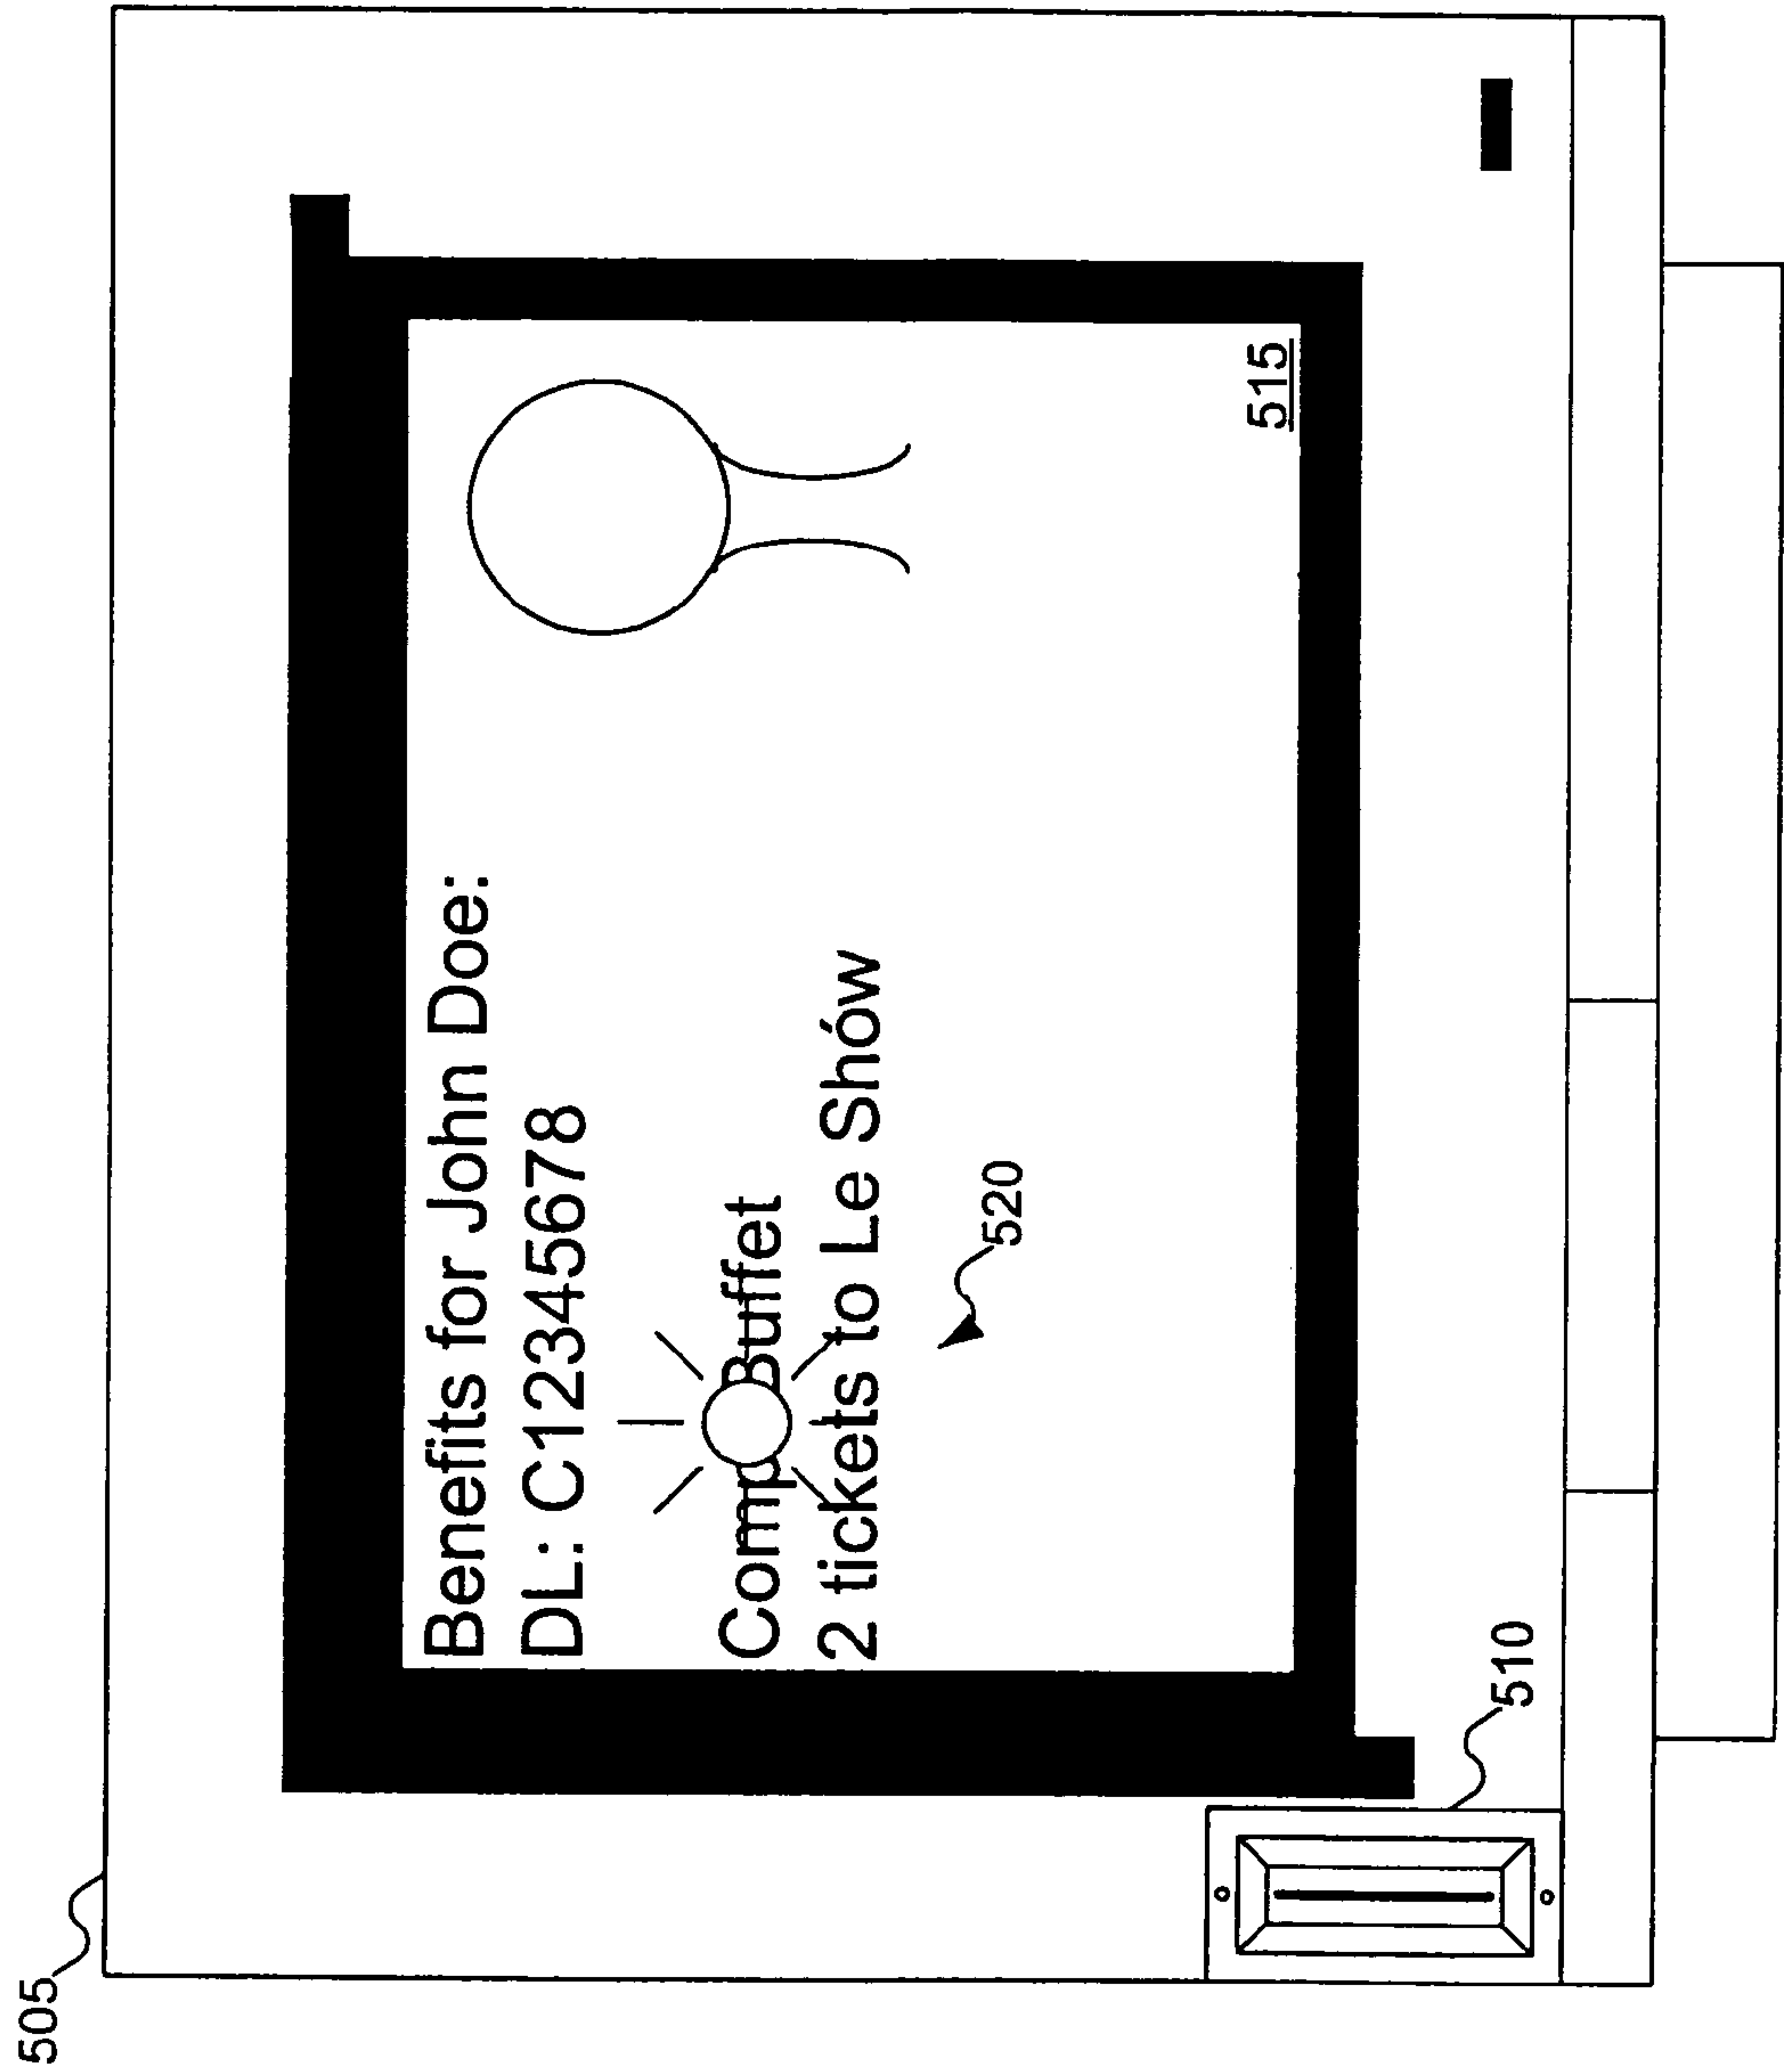 505
Benefits for John Doe:
DL: C12345678
Comp Buffet
2 tickets to Le Shów
520
515
510